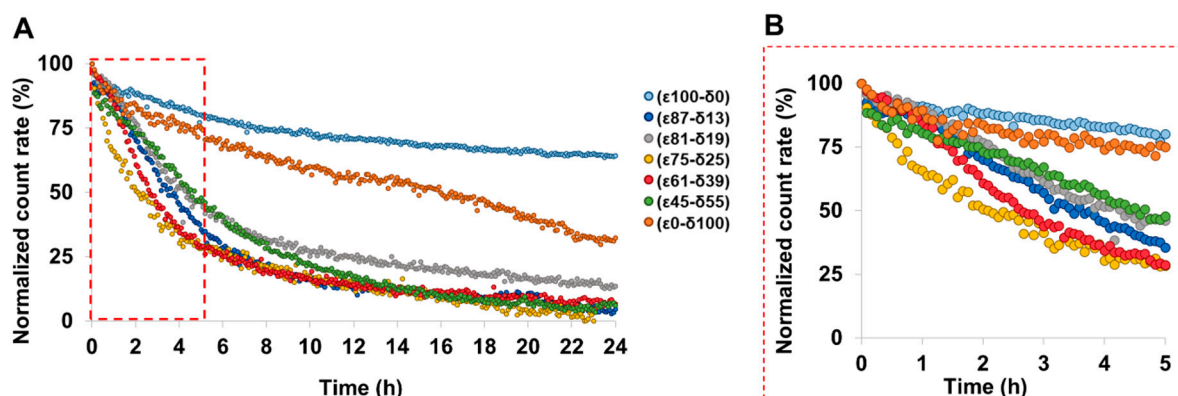 A
Normalized count rate (%)
100
75
50
25
0
0 2 4 6 8 10 12 14 16 18 20 22 24
Time (h)
(ε100-δ0)
(ε87-δ13)
(ε81-δ19)
(ε75-δ25)
(ε61-δ39)
(ε45-δ55)
(ε0-δ100)
B
Normalized count rate (%)
100
75
50
25
0
0 1 2 3 4 5
Time (h)